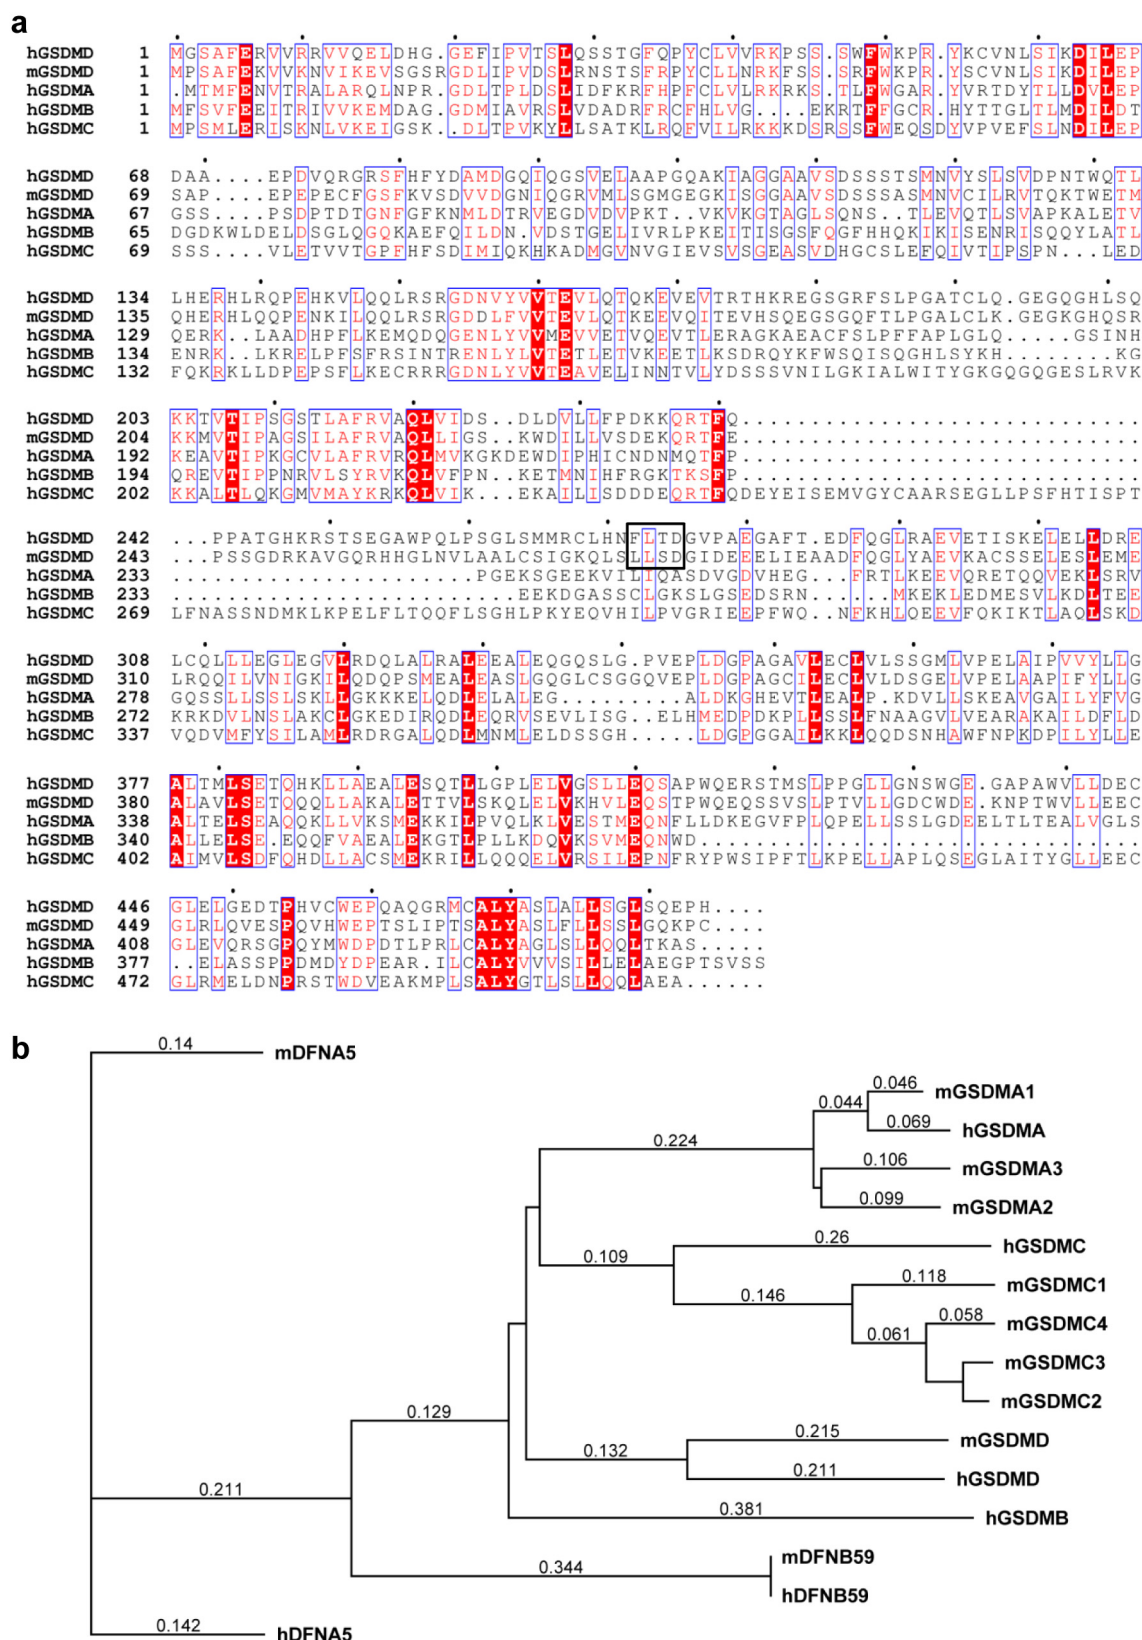 a
hGSDMD 1 MGSAFERVVRRVVQELDHG.GEFIPVTSLQSSTGFQPYCLVVRKPSS.SWFWKPR.YKCVNLSIKDILEP
mGSDMD 1 MPSAFEKVVKNVIKEVSGSRGDLIPVDSLRNSTSFRPYCLLNRKFSS.SRFWKPR.YSCVNLSIKDILEP
hGSDMA 1 .MTMFENVTRALARQLNPR.GDLTPLDSLIDFKRFHPFCLVLRKRKS.TLFWGAR.YVRTDYTLLDVLEP
hGSDMB 1 MFSVFEEITRIVVKEMDAG.GDMIAVRSLVDADRFRCFHLVG...EKRTFFGCR.HYTTGLTLMDILDT
hGSDMC 1 MPSMLERISKNLVKEIGSK..DLTPVKYLLSATKLRQFVILRKKKDSRSSFWEQSDYVPVEFSLNDILEP
hGSDMD 68 DAA....EPDVQRGRSFHFYDAMDGQIQGSVELAAPGQAKIAGGAAVSDSSSTSMNVYSLSVDPNTWQTL
mGSDMD 69 SAP....EPEPECFGSFKVSDVVDGNIQGRVMLSGMGEGKISGGAAVSDSSSASMNVCILRVTQKTWETM
hGSDMA 67 GSS....PSDPTDTGNFGFKNMLDTRVEGDVDVPKT..VKVKGTAGLSQNS..TLEVQTLSVAPKALETV
hGSDMB 65 DGDKWLDELDSGLQGQKAEFQILDN.VDSTGELIVRLPKEITISGSFQGFHHQKIKISENRISQQYLATL
hGSDMC 69 SSS....VLETVVTGPFHFSDIMIQKHKADMGVNVGIEVSVSGEASVDHGCSLEFQIVTIPSPN...LED
hGSDMD 134 LHERHLRQPEHKVLQQLRSRGDNVYVVTEVLQTQKEVEVTRTHKREGSGRFSLPGATCLQ.GEGQGHLSQ
mGSDMD 135 QHERHLQQPENKILQQLRSRGDDLFVVTEVLQTKEEVQITEVHSQEGSGQFTLPGALCLK.GEGKGHQSR
hGSDMA 129 QERK..LAADHPFLKEMQDQGENLYVVMEVVETVQEVTLERAGKAEACFSLPFFAPLGLQ.....GSINH
hGSDMB 134 ENRK..LKRELPFSFRSINTRENLYLVTETLETVKEETLKSDRQYKFWSQISQGHLSYKH........KG
hGSDMC 132 FQKRKLLDPEPSFLKECRRRGDNLYVVTEAVELINNTVLYDSSSVNILGKIALWITYGKGQGQGESLRVK
hGSDMD 203 KKTVTIPSGSTLAFRVAQLVIDS..DLDVLLFPDKKQRTFQ.............................
mGSDMD 204 KKMVTIPAGSILAFRVAQLLIGS..KWDILLVSDEKQRTFE.............................
hGSDMA 192 KEAVTIPKGCVLAFRVRQLMVKGKDEWDIPHICNDNMQTFP.............................
hGSDMB 194 QREVTIPPNRVLSYRVKQLVFPN..KETMNIHFRGKTKSFP.............................
hGSDMC 202 KKALTLQKGMVMAYKRKQLVIK...EKAILISDDDEQRTFQDEYEISEMVGYCAARSEGLLPSFHTISPT
hGSDMD 242 ...PPATGHKRSTSEGAWPQLPSGLSMMRCLHNFLTDGVPAEGAFT.EDFQGLRAEVETISKELELLDRE
mGSDMD 243 ...PSSGDRKAVGQRHHGLNVLAALCSIGKQLSLLSDGIDEEELIEAADFQGLYAEVKACSSELESLEME
hGSDMA 233 ......................PGEKSGEEKVILIQASDVGDVHEG...FRTLKEEVQRETQQVEKLSRV
hGSDMB 233 .........................EEKDGASSCLGKSLGSEDSRN.....MKEKLEDMESVLKDLTEE
hGSDMC 269 LFNASSNDMKLKPELFLTQQFLSGHLPKYEQVHILPVGRIEEPFWQ..NFKHLQEEVFQKIKTLAQLSKD
hGSDMD 308 LCQLLLEGLEGVLRDQLALRALEEALEQGQSLG.PVEPLDGPAGAVLECLVLSSGMLVPELAIPVVYLLG
mGSDMD 310 LRQQILVNIGKILQDQPSMEALEASLGQGLCSGGQVEPLDGPAGCILECLVLDSGELVPELAAPIFYLLG
hGSDMA 278 GQSSLLSSLSKLLGKKKELQDLELALEG.........ALDKGHEVTLEALP.KDVLLSKEAVGAILYFVG
hGSDMB 272 KRKDVLNSLAKCLGKEDIRQDLEQRVSEVLISG..ELHMEDPDKPLLSSLFNAAGVLVEARAKAILDFLD
hGSDMC 337 VQDVMFYSILAMLRDRGALQDLMNMLELDSSGH.....LDGPGGAILKKLQQDSNHAWFNPKDPILYLLE
hGSDMD 377 ALTMLSETQHKLLAEALESQTLLGPLELVGSLLEQSAPWQERSTMSLPPGLLGNSWGE.GAPAWVLLDEC
mGSDMD 380 ALAVLSETQQQLLAKALETTVLSKQLELVKHVLEQSTPWQEQSSVSLPTVLLGDCWDE.KNPTWVLLEEC
hGSDMA 338 ALTELSEAQQKLLVKSMEKKILPVQLKLVESTMEQNFLLDKEGVFPLQPELLSSLGDEELTLTEALVGLS
hGSDMB 340 ALLELSE.EQQFVAEALEKGTLPLLKDQVKSVMEQNWD................................
hGSDMC 402 AIMVLSDFQHDLLACSMEKRILLQQQELVRSILEPNFRYPWSIPFTLKPELLAPLQSEGLAITYGLLEEC
hGSDMD 446 GLELGEDTPHVCWEPQAQGRMCALYASLALLSGLSQEPH....
mGSDMD 449 GLRLQVESPQVHWEPTSLIPTSALYASLFLLSSLGQKPC....
hGSDMA 408 GLEVQRSGPQYMWDPDTLPRLCALYAGLSLLQQLTKAS.....
hGSDMB 377 ..ELASSPPDMDYDPEAR.ILCALYVVVSILLELAEGPTSVSS
hGSDMC 472 GLRMELDNPRSTWDVEAKMPLSALYGTLSLLQQLAEA......
b
0.14 mDFNA5
0.046 mGSDMA1
0.044
0.069 hGSDMA
0.224
0.106 mGSDMA3
0.099 mGSDMA2
0.26 hGSDMC
0.109
0.118 mGSDMC1
0.146
0.058 mGSDMC4
0.061
mGSDMC3
mGSDMC2
0.129
0.215 mGSDMD
0.132
0.211 hGSDMD
0.211
0.381 hGSDMB
mDFNB59
0.344
hDFNB59
0.142 hDFNA5